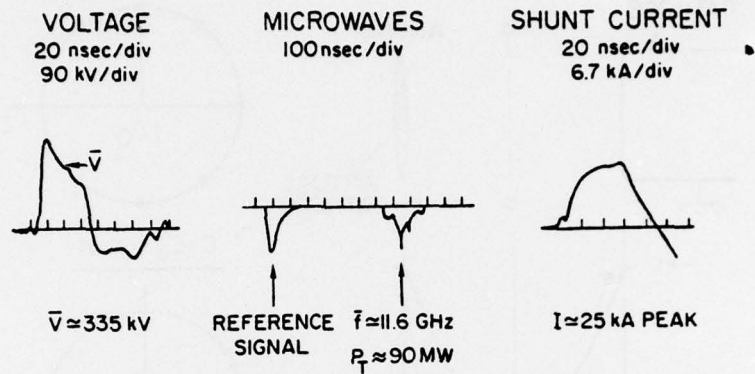 VOLTAGE
20 nsec/div
90 kV/div
V̄
V̄ ≃ 335 kV
MICROWAVES
100 nsec/div
REFERENCE
SIGNAL
f̄ ≃ 11.6 GHz
P_T ≈ 90 MW
SHUNT CURRENT
20 nsec/div
6.7 kA/div
I ≃ 25 kA PEAK